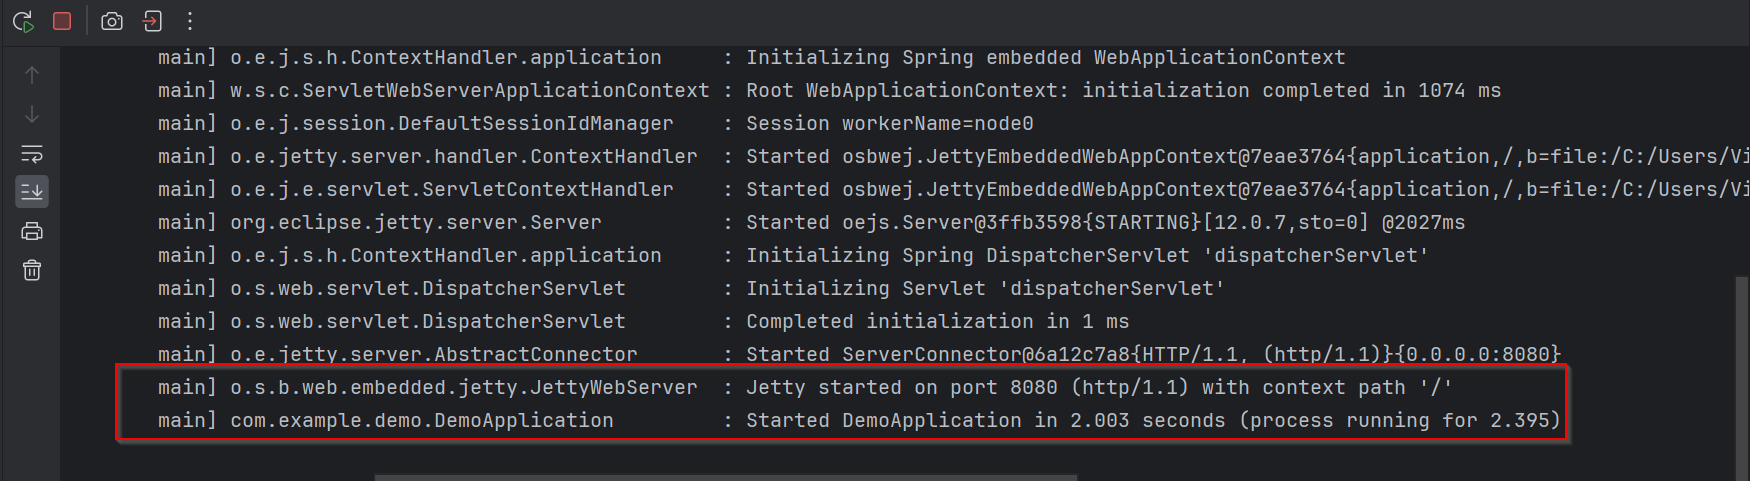 main] o.e.j.s.h.ContextHandler.application : Initializing Spring embedded WebApplicationContext
main] w.s.c.ServletWebServerApplicationContext : Root WebApplicationContext: initialization completed in 1074 ms
main] o.e.j.session.DefaultSessionIdManager : Session workerName=node0
main] o.e.jetty.server.handler.ContextHandler : Started osbwej.JettyEmbeddedWebAppContext@7eae3764{application,/,b=file:/C:/Users/Vi
main] o.e.j.e.servlet.ServletContextHandler : Started osbwej.JettyEmbeddedWebAppContext@7eae3764{application,/,b=file:/C:/Users/Vi
main] org.eclipse.jetty.server.Server : Started oejs.Server@3ffb3598{STARTING}[12.0.7,sto=0] @2027ms
main] o.e.j.s.h.ContextHandler.application : Initializing Spring DispatcherServlet 'dispatcherServlet'
main] o.s.web.servlet.DispatcherServlet : Initializing Servlet 'dispatcherServlet'
main] o.s.web.servlet.DispatcherServlet : Completed initialization in 1 ms
main] o.e.jetty.server.AbstractConnector : Started ServerConnector@6a12c7a8{HTTP/1.1, (http/1.1)}{0.0.0.0:8080}
main] o.s.b.web.embedded.jetty.JettyWebServer : Jetty started on port 8080 (http/1.1) with context path '/'
main] com.example.demo.DemoApplication : Started DemoApplication in 2.003 seconds (process running for 2.395)